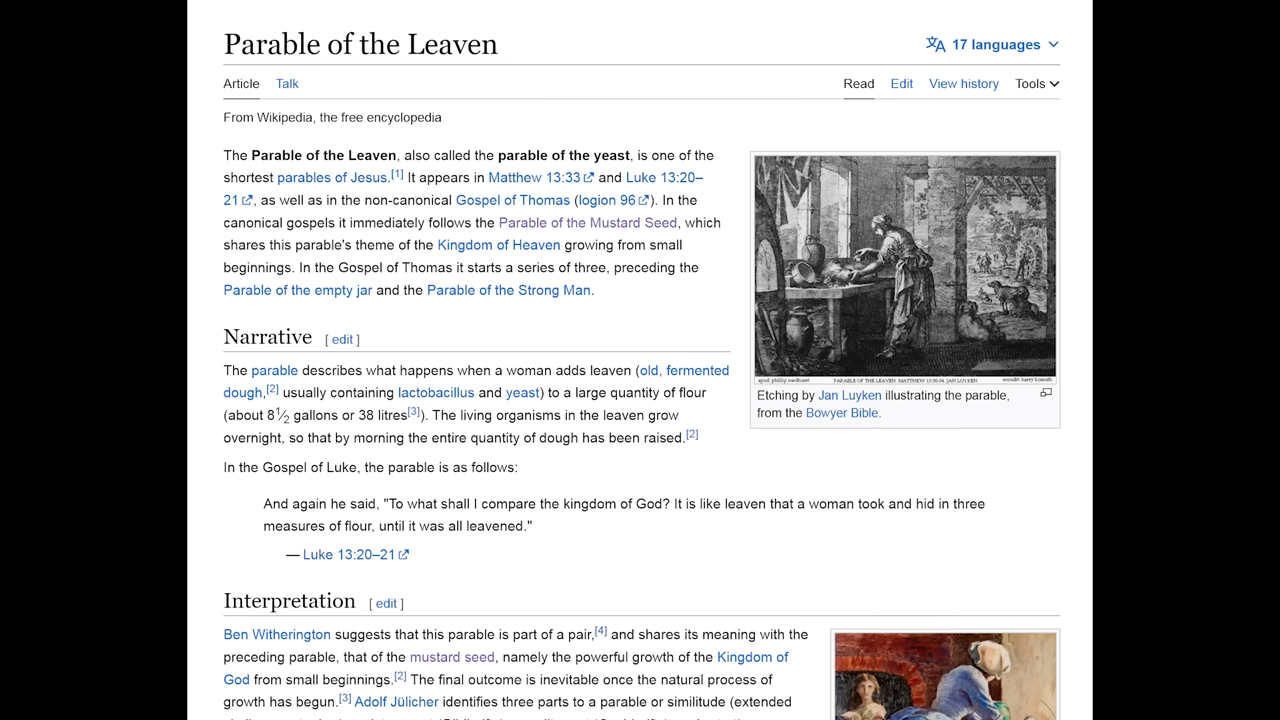 Parable of the Leaven
17 languages
Article Talk Read Edit View history Tools
From Wikipedia, the free encyclopedia
The Parable of the Leaven, also called the parable of the yeast, is one of the
shortest parables of Jesus.[1] It appears in Matthew 13:33 and Luke 13:20–
21, as well as in the non-canonical Gospel of Thomas (logion 96). In the
canonical gospels it immediately follows the Parable of the Mustard Seed, which
shares this parable's theme of the Kingdom of Heaven growing from small
beginnings. In the Gospel of Thomas it starts a series of three, preceding the
Parable of the empty jar and the Parable of the Strong Man.
PARABLE OF THE LEAVEN. MATTHEW 13:30-34. JAN LUYKEN
Etching by Jan Luyken illustrating the parable,
from the Bowyer Bible.
Narrative [ edit ]
The parable describes what happens when a woman adds leaven (old, fermented
dough,[2] usually containing lactobacillus and yeast) to a large quantity of flour
(about 8½ gallons or 38 litres[3]). The living organisms in the leaven grow
overnight, so that by morning the entire quantity of dough has been raised.[2]
In the Gospel of Luke, the parable is as follows:
And again he said, "To what shall I compare the kingdom of God? It is like leaven that a woman took and hid in three
measures of flour, until it was all leavened."
— Luke 13:20–21
Interpretation [ edit ]
Ben Witherington suggests that this parable is part of a pair,[4] and shares its meaning with the
preceding parable, that of the mustard seed, namely the powerful growth of the Kingdom of
God from small beginnings.[2] The final outcome is inevitable once the natural process of
growth has begun.[3] Adolf Jülicher identifies three parts to a parable or similitude (extended